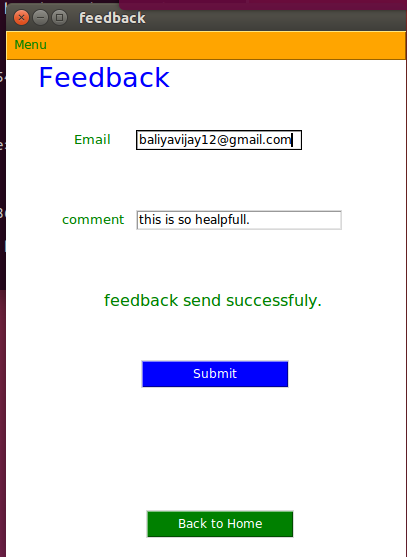 feedback
Menu
Feedback
Email baliyavijay12@gmail.com
comment this is so healpfull.
feedback send successfuly.
Submit
Back to Home